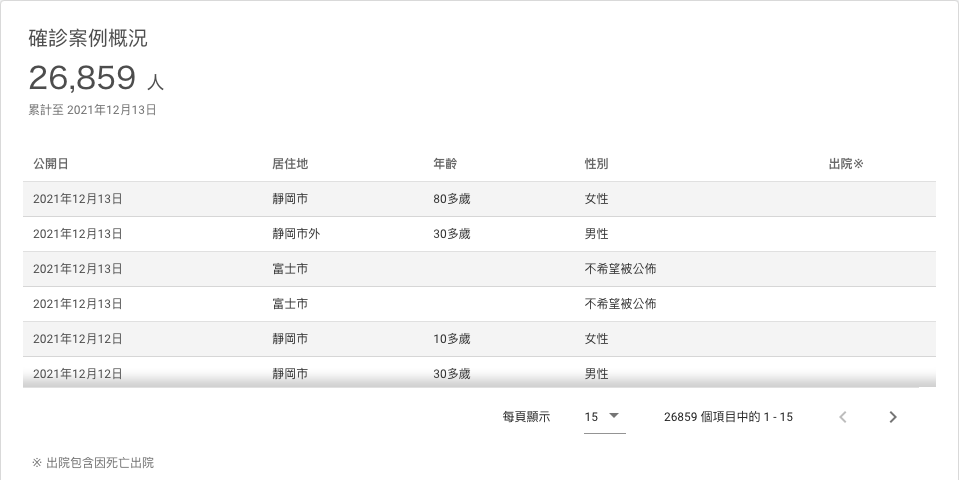 確診案例概況
26,859 人
累計至 2021年12月13日
公開日 居住地 年齡 性別 出院※
2021年12月13日 靜岡市 80多歲 女性
2021年12月13日 靜岡市外 30多歲 男性
2021年12月13日 富士市 不希望被公佈
2021年12月13日 富士市 不希望被公佈
2021年12月12日 靜岡市 10多歲 女性
2021年12月12日 靜岡市 30多歲 男性
每頁顯示 15 26859 個項目中的 1 - 15
※ 出院包含因死亡出院